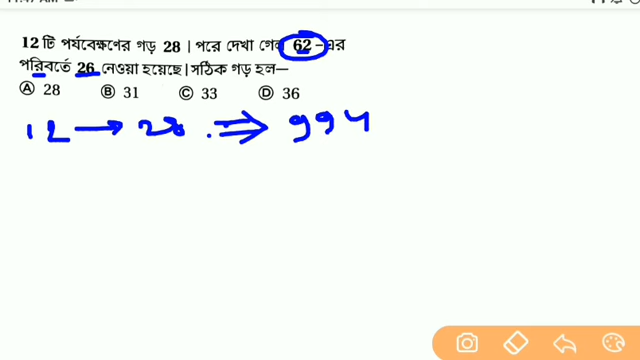 12 টি পর্যবেক্ষণের গড় 28 | পরে দেখা গেল 62-এর
পরিবর্তে 26 নেওয়া হয়েছে | সঠিক গড় হল—
Ⓐ 28 Ⓑ 31 Ⓒ 33 Ⓓ 36
12 → 28 ⇒ ৩৩৬